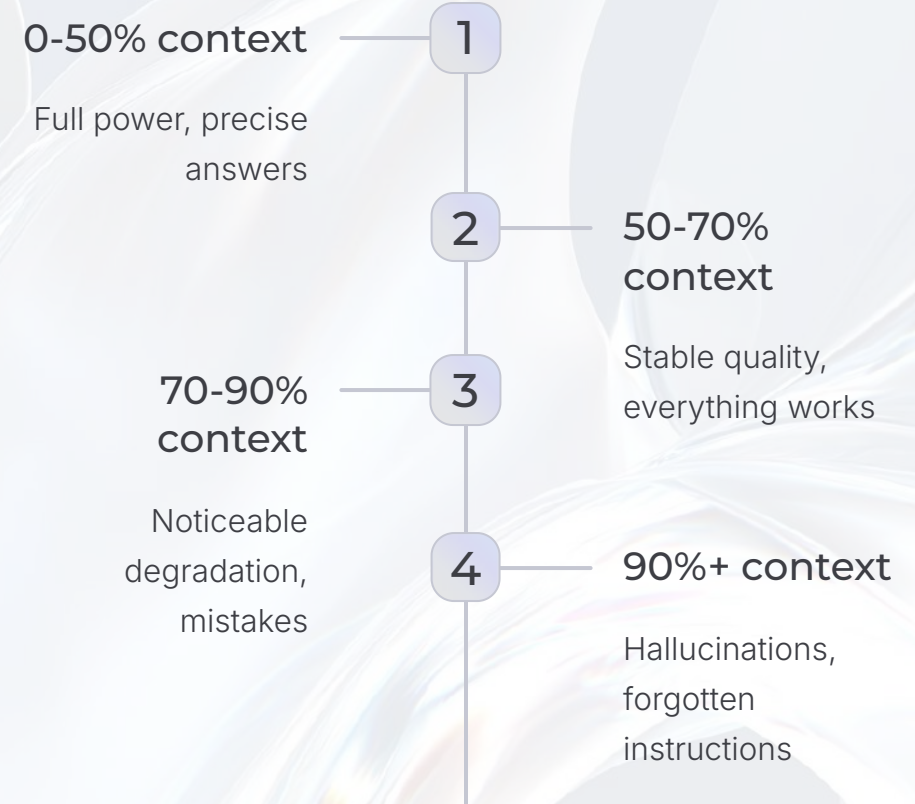 0-50% context
1
Full power, precise
answers
2
50-70%
context
Stable quality,
everything works
70-90%
context
3
Noticeable
degradation,
mistakes
4
90%+ context
Hallucinations,
forgotten
instructions